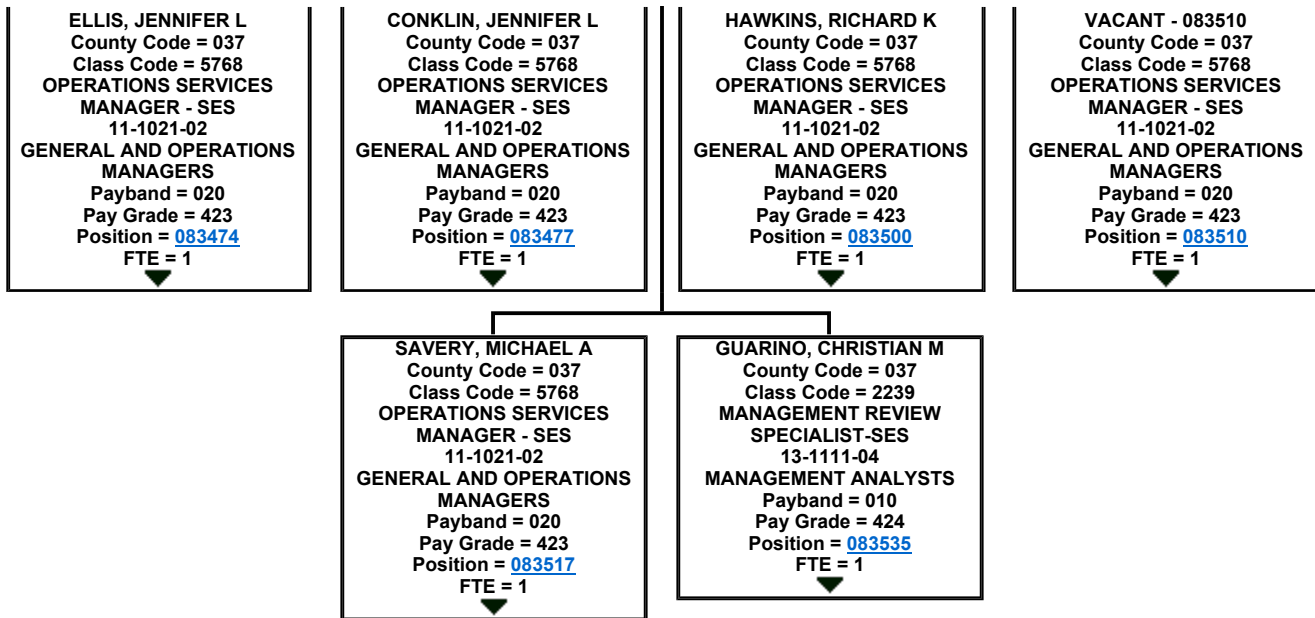 ELLIS, JENNIFER L
County Code = 037
Class Code = 5768
OPERATIONS SERVICES
MANAGER - SES
11-1021-02
GENERAL AND OPERATIONS
MANAGERS
Payband = 020
Pay Grade = 423
Position = 083474
FTE = 1
CONKLIN, JENNIFER L
County Code = 037
Class Code = 5768
OPERATIONS SERVICES
MANAGER - SES
11-1021-02
GENERAL AND OPERATIONS
MANAGERS
Payband = 020
Pay Grade = 423
Position = 083477
FTE = 1
HAWKINS, RICHARD K
County Code = 037
Class Code = 5768
OPERATIONS SERVICES
MANAGER - SES
11-1021-02
GENERAL AND OPERATIONS
MANAGERS
Payband = 020
Pay Grade = 423
Position = 083500
FTE = 1
VACANT - 083510
County Code = 037
Class Code = 5768
OPERATIONS SERVICES
MANAGER - SES
11-1021-02
GENERAL AND OPERATIONS
MANAGERS
Payband = 020
Pay Grade = 423
Position = 083510
FTE = 1
SAVERY, MICHAEL A
County Code = 037
Class Code = 5768
OPERATIONS SERVICES
MANAGER - SES
11-1021-02
GENERAL AND OPERATIONS
MANAGERS
Payband = 020
Pay Grade = 423
Position = 083517
FTE = 1
GUARINO, CHRISTIAN M
County Code = 037
Class Code = 2239
MANAGEMENT REVIEW
SPECIALIST-SES
13-1111-04
MANAGEMENT ANALYSTS
Payband = 010
Pay Grade = 424
Position = 083535
FTE = 1